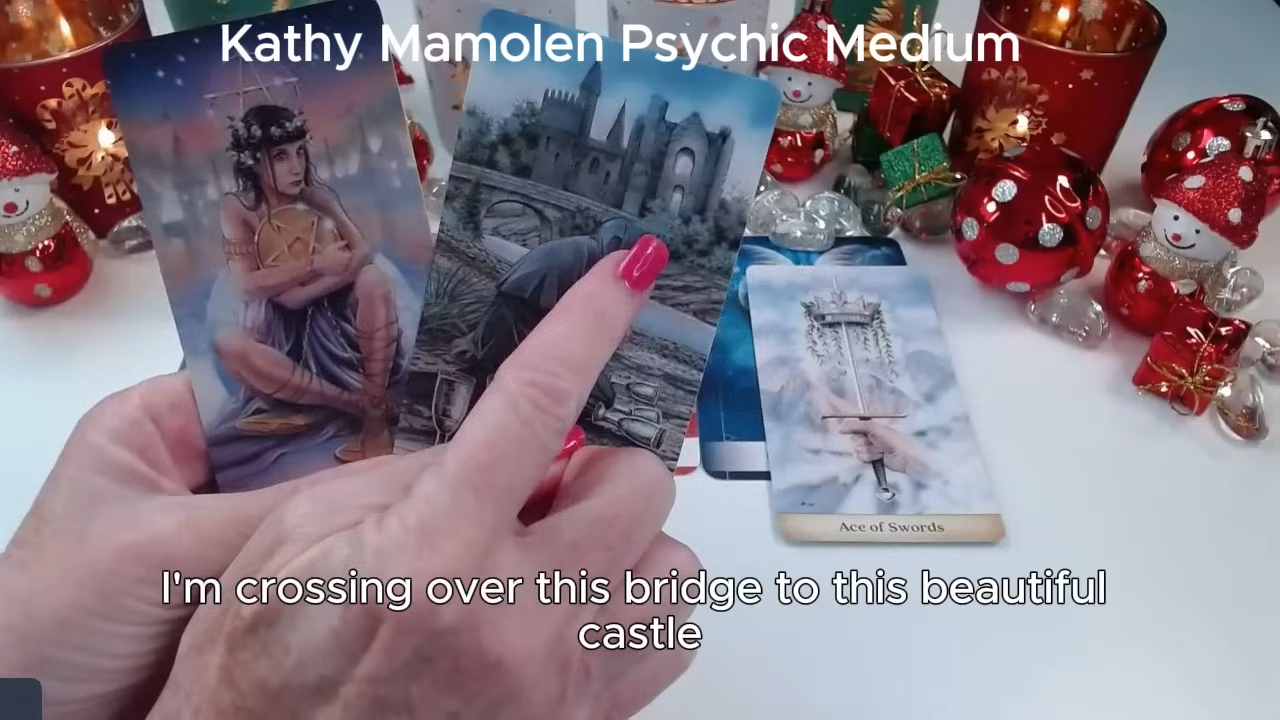 Kathy Mamolen Psychic Medium
Ace of Swords
I'm crossing over this bridge to this beautiful
castle